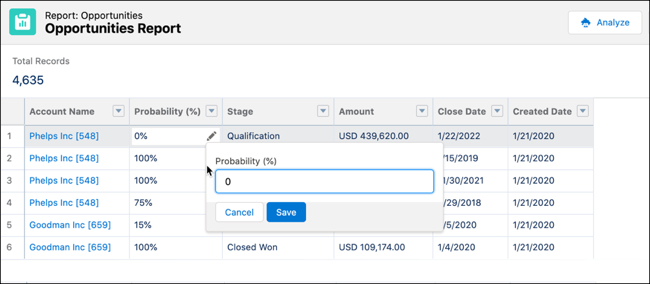 Report: Opportunities
Opportunities Report
Analyze
Total Records
4,635
Account Name Probability (%) Stage Amount Close Date Created Date
1 Phelps Inc [548] 0% Qualification USD 439,620.00 1/22/2022 1/21/2020
2 Phelps Inc [548] 100% /15/2019 1/21/2020
3 Phelps Inc [548] 100% /30/2021 1/21/2020
4 Phelps Inc [548] 75% /29/2018 1/21/2020
5 Goodman Inc [659] 15% /5/2020 1/21/2020
6 Goodman Inc [659] 100% Closed Won USD 109,174.00 1/4/2020 1/21/2020
Probability (%)
0
Cancel Save